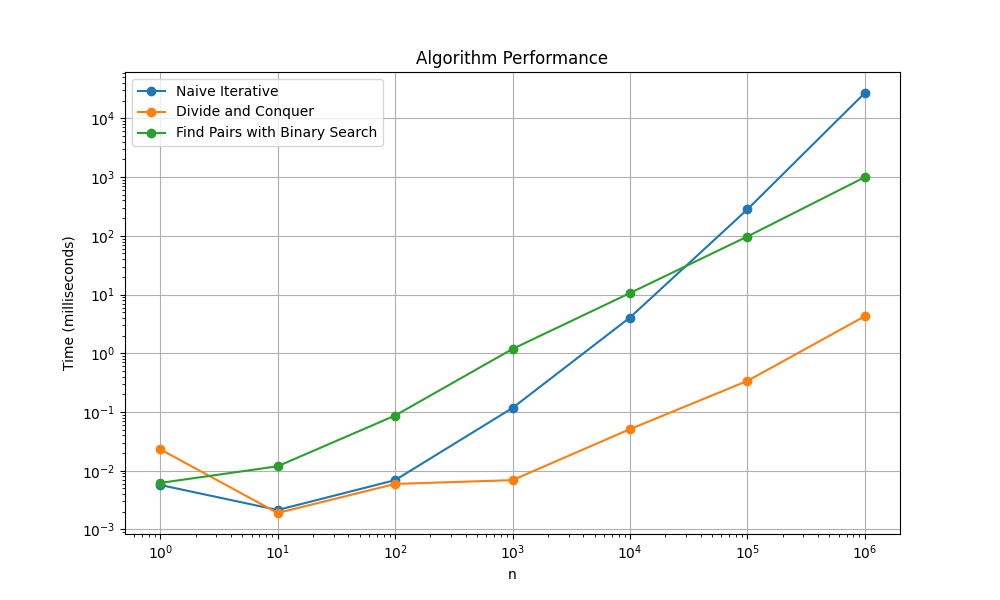 Algorithm Performance
Naive Iterative
Divide and Conquer
Find Pairs with Binary Search
Time (milliseconds)
10⁴
10³
10²
10¹
10⁰
10⁻¹
10⁻²
10⁻³
10⁰ 10¹ 10² 10³ 10⁴ 10⁵ 10⁶
n